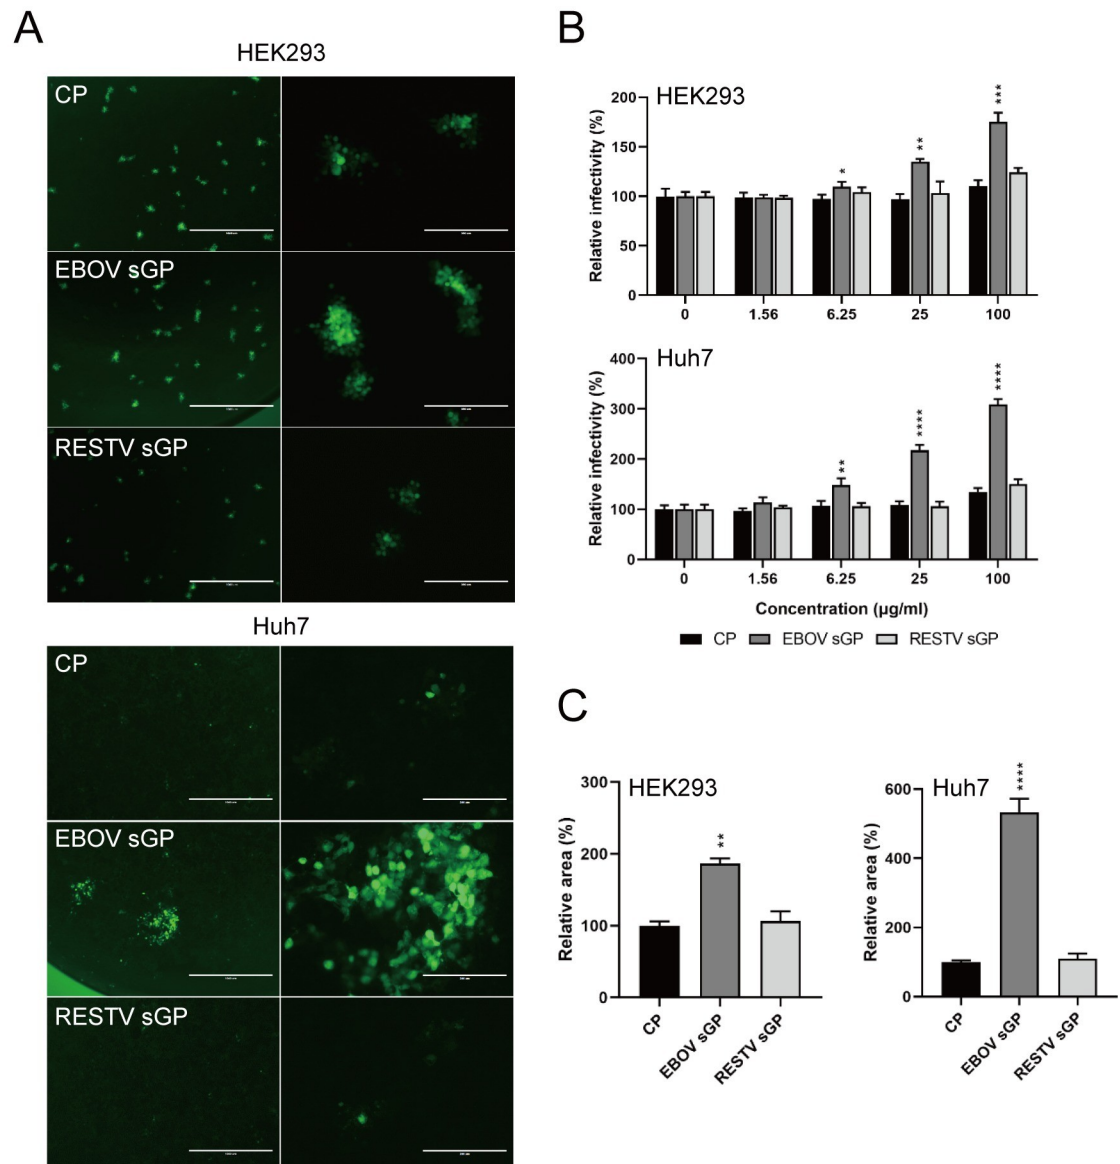 A
HEK293
CP
EBOV sGP
RESTV sGP
Huh7
CP
EBOV sGP
RESTV sGP
B
HEK293
Relative infectivity (%)
200
150
100
50
0
*
**
***
0 1.56 6.25 25 100
Huh7
Relative infectivity (%)
400
300
200
100
0
**
****
****
0 1.56 6.25 25 100
Concentration (µg/ml)
CP EBOV sGP RESTV sGP
C
HEK293
Relative area (%)
300
200
100
0
**
CP EBOV sGP RESTV sGP
Huh7
Relative area (%)
600
400
200
0
****
CP EBOV sGP RESTV sGP